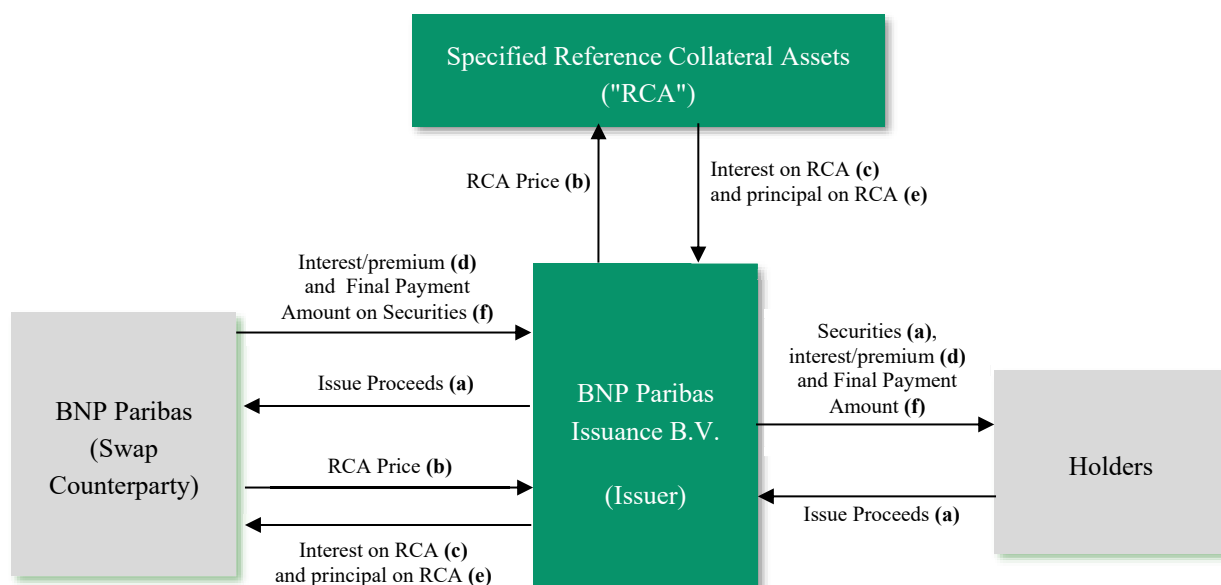 Specified Reference Collateral Assets
("RCA")
RCA Price (b)
Interest on RCA (c)
and principal on RCA (e)
Interest/premium (d)
and Final Payment
Amount on Securities (f)
Issue Proceeds (a)
RCA Price (b)
Interest on RCA (c)
and principal on RCA (e)
BNP Paribas
(Swap
Counterparty)
BNP Paribas
Issuance B.V.
(Issuer)
Securities (a),
interest/premium (d)
and Final Payment
Amount (f)
Issue Proceeds (a)
Holders